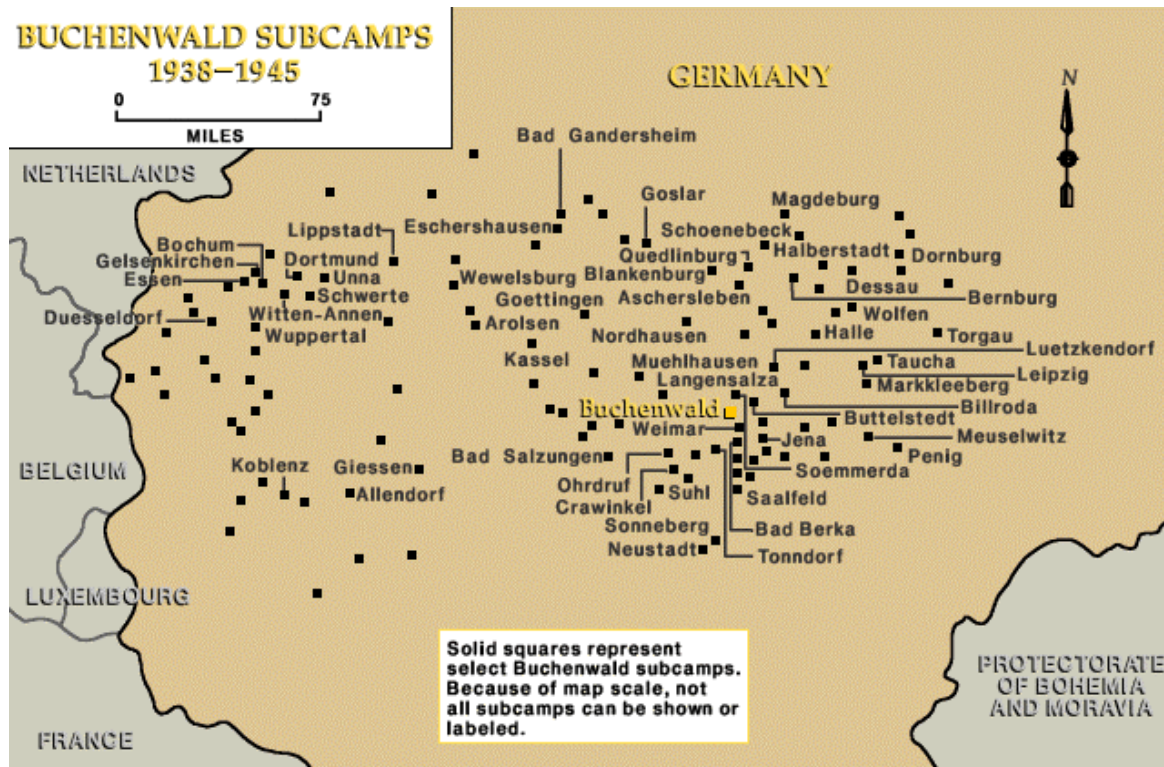 BUCHENWALD SUBCAMPS
1938–1945
0 75
MILES
GERMANY
N
NETHERLANDS
Bad Gandersheim
Goslar
Magdeburg
Eschershausen
Schoenebeck
Lippstadt
Bochum
Quedlinburg
Halberstadt
Dornburg
Gelsenkirchen
Dortmund
Essen
Unna
Wewelsburg
Blankenburg
Dessau
Schwerte
Goettingen
Aschersleben
Bernburg
Duesseldorf
Witten-Annen
Arolsen
Wolfen
Wuppertal
Nordhausen
Halle
Torgau
Kassel
Muehlhausen
Luetzkendorf
Taucha
Langensalza
Leipzig
Markkleeberg
Buchenwald
Billroda
Buttelstedt
Weimar
Jena
Meuselwitz
Bad Salzungen
Penig
BELGIUM
Koblenz
Giessen
Soemmerda
Ohrdruf
Allendorf
Suhl
Crawinkel
Saalfeld
Sonneberg
Bad Berka
Neustadt
Tonndorf
LUXEMBOURG
Solid squares represent
select Buchenwald subcamps.
Because of map scale, not
all subcamps can be shown or
labeled.
PROTECTORATE
OF BOHEMIA
AND MORAVIA
FRANCE